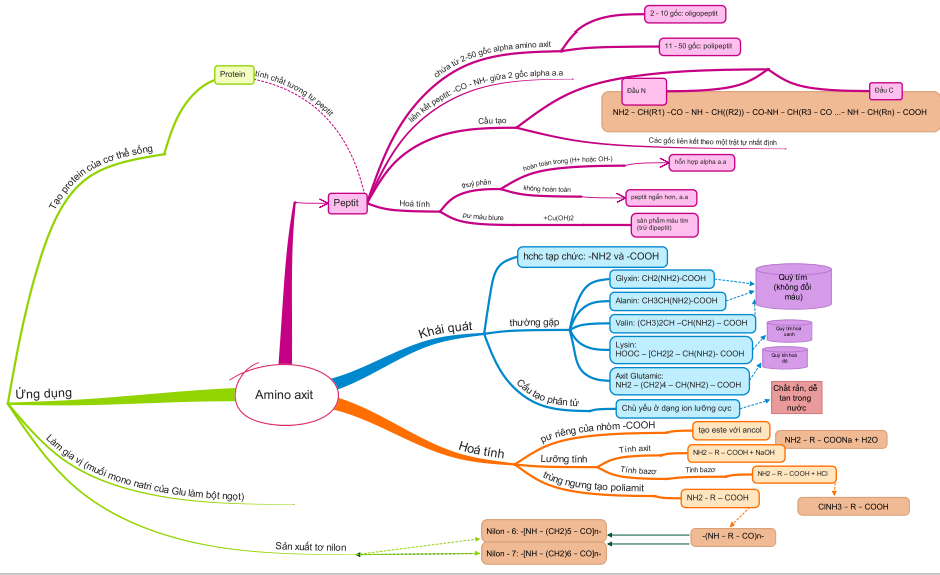 2 - 10 gốc: oligopeptit
chứa từ 2-50 gốc alpha amino axit
11 - 50 gốc: polipeptit
Protein
tính chất tương tự peptit
liên kết peptit: -CO - NH- giữa 2 gốc alpha a.a
Đầu N
Đầu C
NH2 – CH(R1) –CO – NH – CH((R2)) – CO-NH – CH(R3 – CO ...- NH – CH(Rn) – COOH
Cấu tạo
Các gốc liên kết theo một trật tự nhất định
Tạo protein của cơ thể sống
hoàn toàn trong (H+ hoặc OH-)
hỗn hợp alpha a.a
thuỷ phân
không hoàn toàn
peptit ngắn hơn, a.a
Peptit
Hoá tính
pư màu biure
+Cu(OH)2
sản phẩm màu tím
(trừ đipeptit)
hchc tạp chức: -NH2 và -COOH
Glyxin: CH2(NH2)-COOH
Quỳ tím
(không đổi
màu)
Alanin: CH3CH(NH2)-COOH
Khái quát
thường gặp
Valin: (CH3)2CH –CH(NH2) – COOH
Quỳ tím hoá
xanh
Lysin:
HOOC – [CH2]2 – CH(NH2)- COOH
Quỳ tím hoá
đỏ
Axit Glutamic:
NH2 – (CH2)4 – CH(NH2) – COOH
Cấu tạo phân tử
Chủ yếu ở dạng ion lưỡng cực
Chất rắn, dễ
tan trong
nước
Ứng dụng
Amino axit
Hoá tính
pư riêng của nhóm -COOH
tạo este với ancol
NH2 – R – COONa + H2O
Lưỡng tính
Tính axit
NH2 – R – COOH + NaOH
Tính bazơ
Tính bazơ
NH2 – R – COOH + HCl
ClNH3 – R – COOH
trùng ngưng tạo poliamit
NH2 - R – COOH
-(NH – R – CO)n-
Làm gia vị (muối mono natri của Glu làm bột ngọt)
Sản xuất tơ nilon
Nilon - 6: -[NH – (CH2)5 – CO]n-
Nilon - 7: -[NH – (CH2)6 – CO]n-